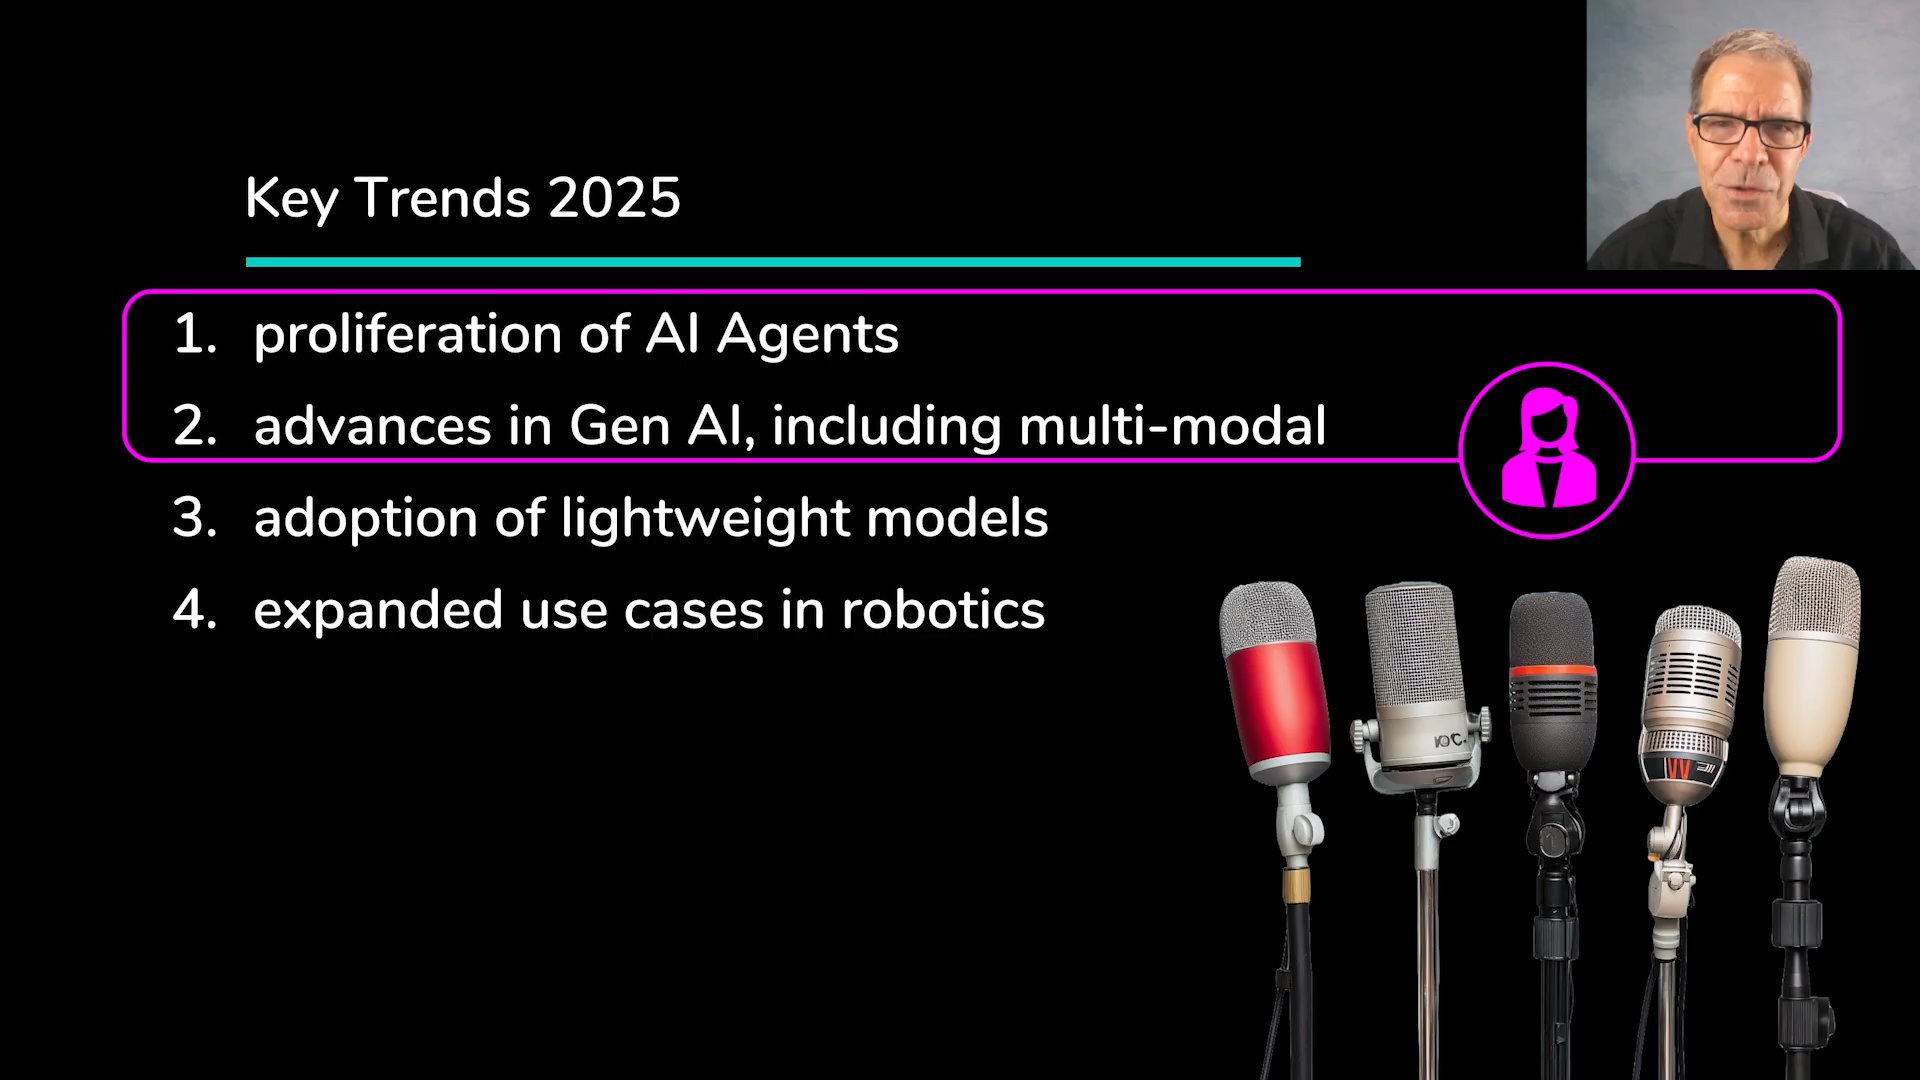 Key Trends 2025
1. proliferation of AI Agents
2. advances in Gen AI, including multi-modal
3. adoption of lightweight models
4. expanded use cases in robotics